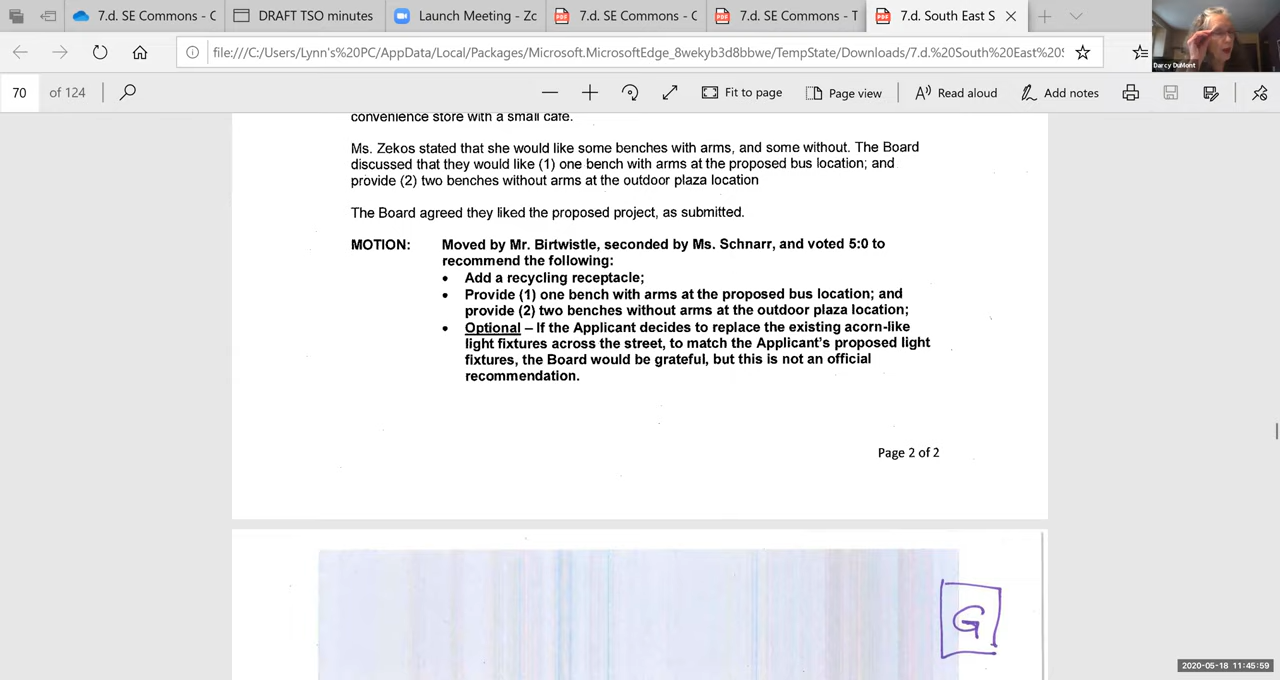 7.d. SE Commons - C
DRAFT TSO minutes
Launch Meeting - Zc
7.d. SE Commons - C
7.d. SE Commons - T
7.d. South East S
file:///C:/Users/Lynn's%20PC/AppData/Local/Packages/Microsoft.MicrosoftEdge_8wekyb3d8bbwe/TempState/Downloads/7.d.%20South%20East%20S
Darcy DuMont
70 of 124
Fit to page
Page view
Read aloud
Add notes
convenience store with a small cafe.
Ms. Zekos stated that she would like some benches with arms, and some without. The Board
discussed that they would like (1) one bench with arms at the proposed bus location; and
provide (2) two benches without arms at the outdoor plaza location
The Board agreed they liked the proposed project, as submitted.
MOTION: Moved by Mr. Birtwistle, seconded by Ms. Schnarr, and voted 5:0 to
recommend the following:
• Add a recycling receptacle;
• Provide (1) one bench with arms at the proposed bus location; and
provide (2) two benches without arms at the outdoor plaza location;
• Optional – If the Applicant decides to replace the existing acorn-like
light fixtures across the street, to match the Applicant's proposed light
fixtures, the Board would be grateful, but this is not an official
recommendation.
Page 2 of 2
G
2020-05-18 11:45:59